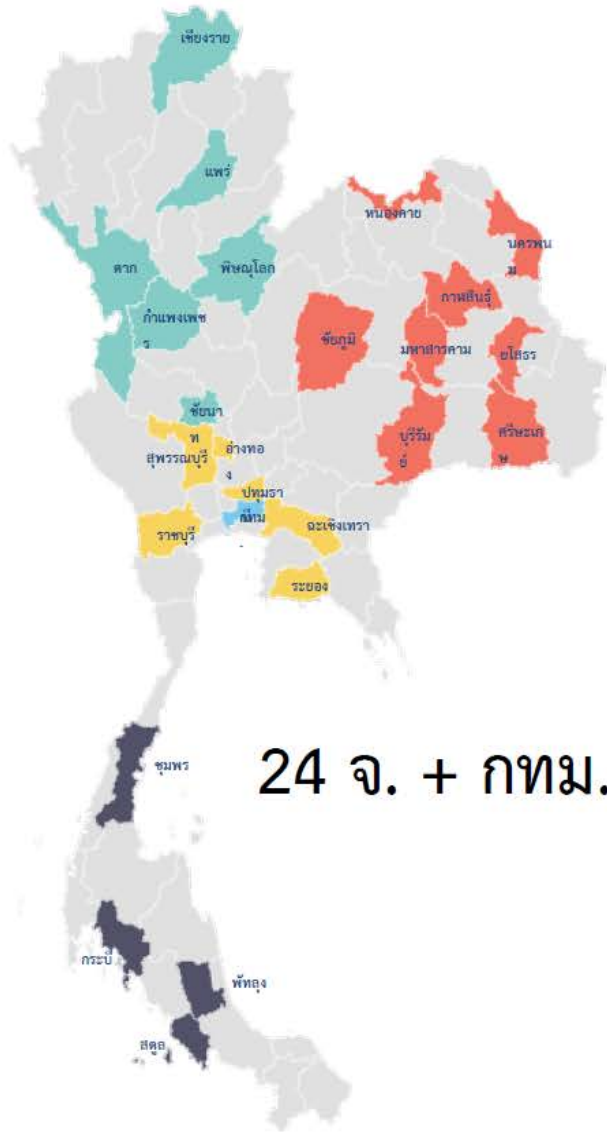 เชียงราย
แพร่
หนองคาย
นครพน
ม
ตาก
พิษณุโลก
กำแพงเพช
ร
กาฬสินธุ์
ชัยภูมิ
มหาสารคาม
ยโสธร
ชัยนา
ท
สุพรรณบุรี
อ่างทอ
ง
บุรีรัม
ย์
ศรีษะเก
ษ
ปทุมธา
นี
กทม
.
ฉะเชิงเทรา
ราชบุรี
ระยอง
ชุมพร
24 จ. + กทม.
กระบี่
พัทลุง
สตูล